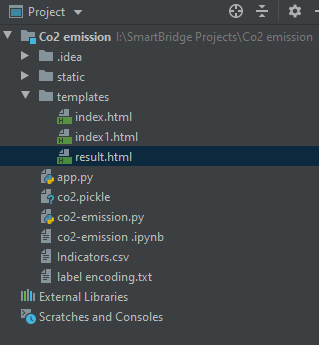 Project
Co2 emission I:\SmartBridge Projects\Co2 emission
.idea
static
templates
index.html
index1.html
result.html
app.py
co2.pickle
co2-emission.py
co2-emission .ipynb
Indicators.csv
label encoding.txt
External Libraries
Scratches and Consoles